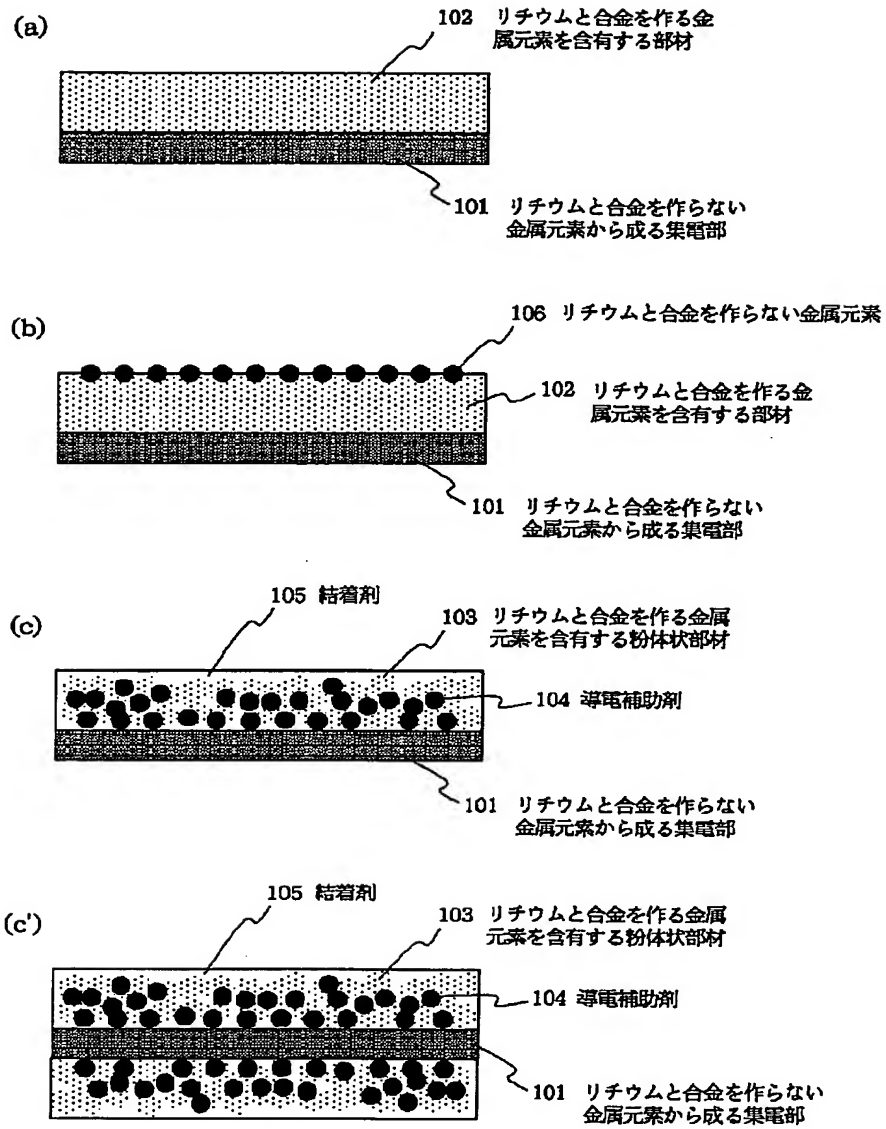 (a)
102 リチウムと合金を作る金
属元素を含有する部材
101 リチウムと合金を作らない
金属元素から成る集電部
(b)
106 リチウムと合金を作らない金属元素
102 リチウムと合金を作る金
属元素を含有する部材
101 リチウムと合金を作らない
金属元素から成る集電部
(c)
105 結着剤
103 リチウムと合金を作る金属
元素を含有する粉体状部材
104 導電補助剤
101 リチウムと合金を作らない
金属元素から成る集電部
(c')
105 結着剤
103 リチウムと合金を作る金属
元素を含有する粉体状部材
104 導電補助剤
101 リチウムと合金を作らない
金属元素から成る集電部